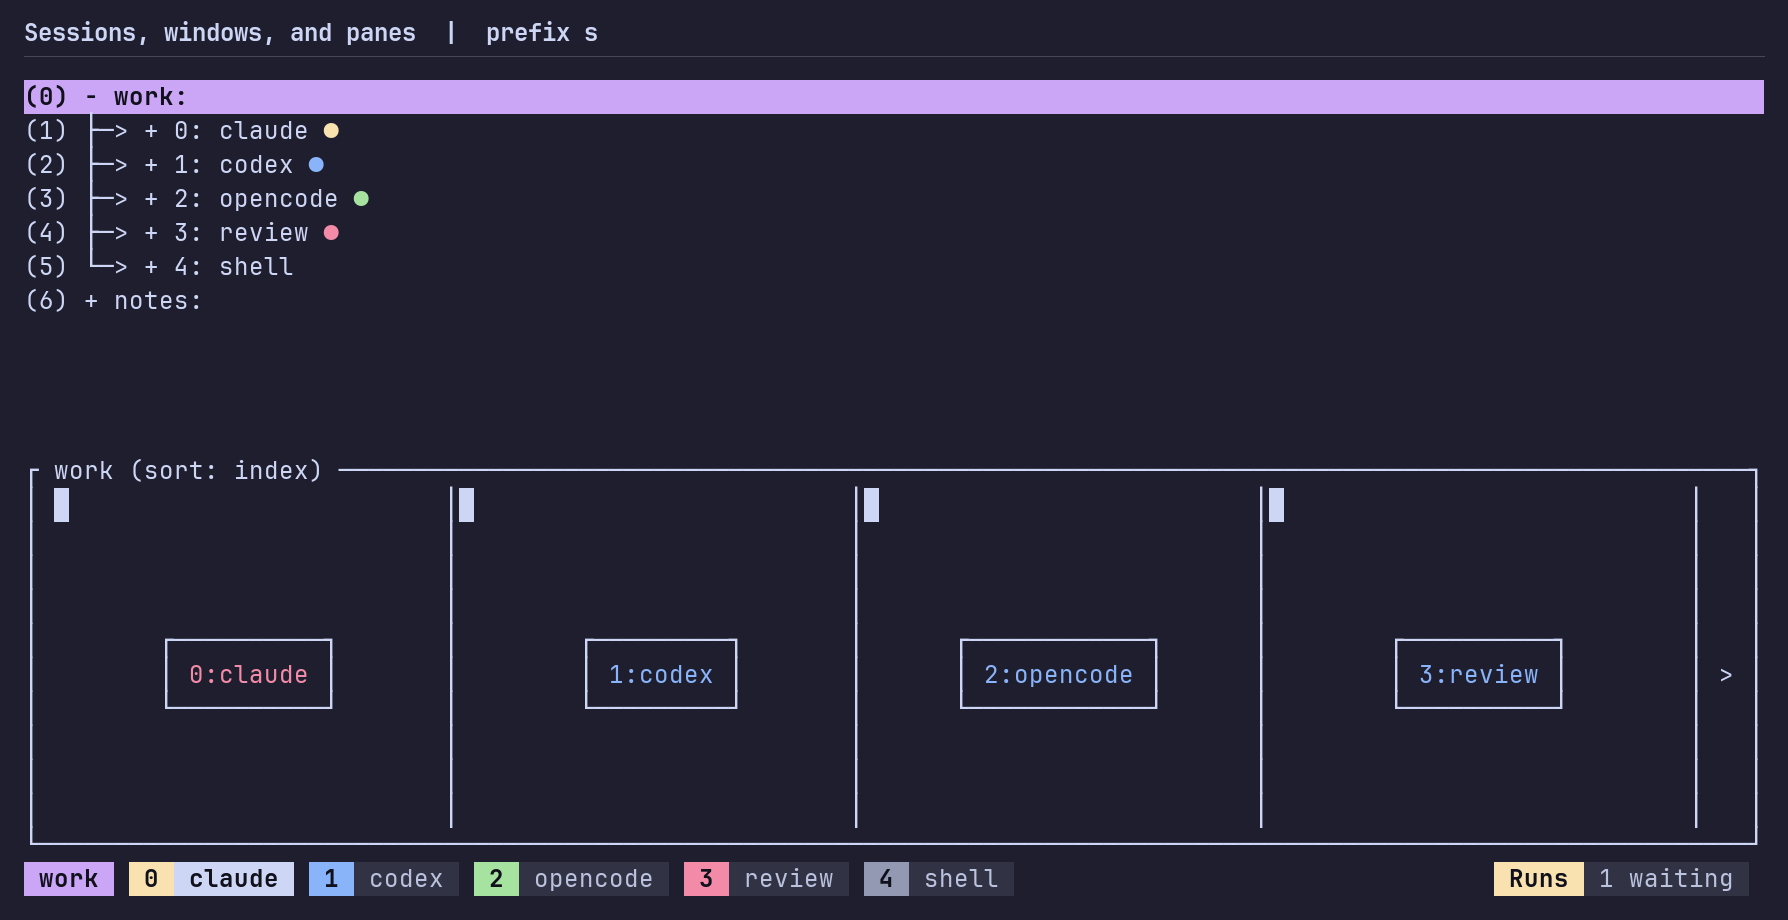 Sessions, windows, and panes | prefix s
(0) - work:
(1) ├─> + 0: claude ●
(2) ├─> + 1: codex ●
(3) ├─> + 2: opencode ●
(4) ├─> + 3: review ●
(5) └─> + 4: shell
(6) + notes:
work (sort: index)
0:claude 1:codex 2:opencode 3:review >
work 0 claude 1 codex 2 opencode 3 review 4 shell Runs 1 waiting